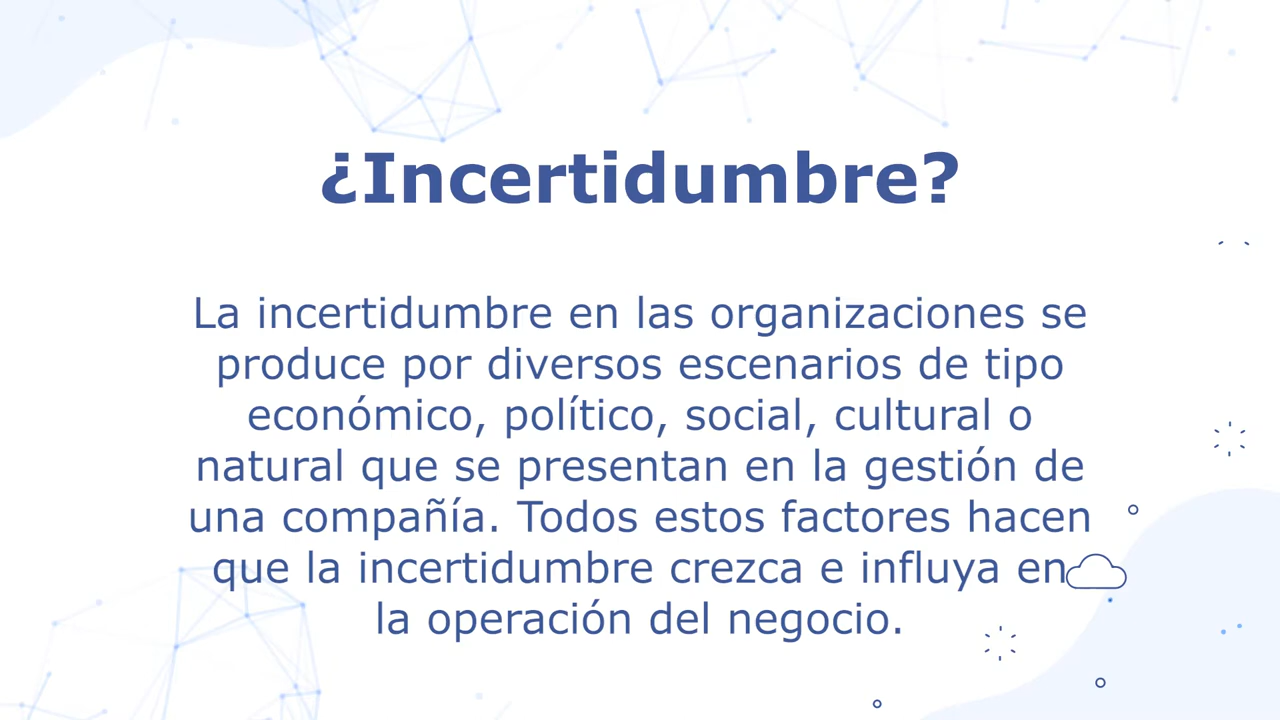 ¿Incertidumbre?
La incertidumbre en las organizaciones se
produce por diversos escenarios de tipo
económico, político, social, cultural o
natural que se presentan en la gestión de
una compañía. Todos estos factores hacen
que la incertidumbre crezca e influya en
la operación del negocio.